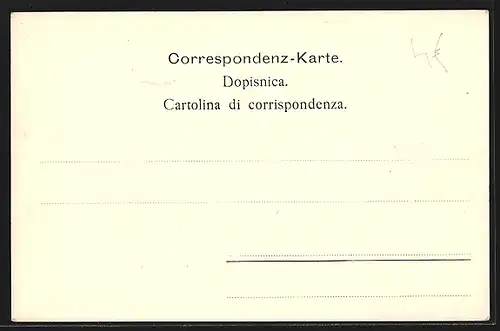 Correspondenz-Karte.
Dopisnica.
Cartolina di corrispondenza.